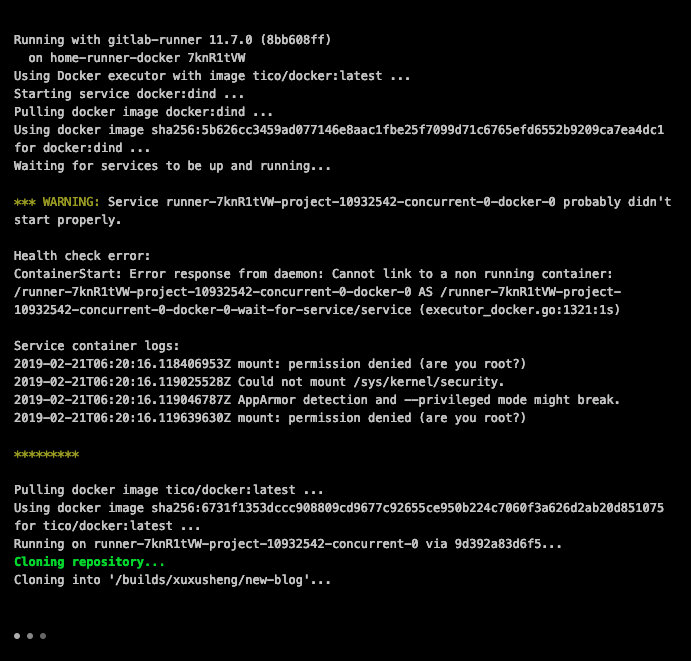 Running with gitlab-runner 11.7.0 (8bb608ff)
on home-runner-docker 7knR1tVW
Using Docker executor with image tico/docker:latest ...
Starting service docker:dind ...
Pulling docker image docker:dind ...
Using docker image sha256:5b626cc3459ad077146e8aac1fbe25f7099d71c6765efd6552b9209ca7ea4dc1
for docker:dind ...
Waiting for services to be up and running...
*** WARNING: Service runner-7knR1tVW-project-10932542-concurrent-0-docker-0 probably didn't
start properly.
Health check error:
ContainerStart: Error response from daemon: Cannot link to a non running container:
/runner-7knR1tVW-project-10932542-concurrent-0-docker-0 AS /runner-7knR1tVW-project-
10932542-concurrent-0-docker-0-wait-for-service/service (executor_docker.go:1321:1s)
Service container logs:
2019-02-21T06:20:16.118406953Z mount: permission denied (are you root?)
2019-02-21T06:20:16.119025528Z Could not mount /sys/kernel/security.
2019-02-21T06:20:16.119046787Z AppArmor detection and --privileged mode might break.
2019-02-21T06:20:16.119639630Z mount: permission denied (are you root?)
*********
Pulling docker image tico/docker:latest ...
Using docker image sha256:6731f1353dccc908809cd9677c92655ce950b224c7060f3a626d2ab20d851075
for tico/docker:latest ...
Running on runner-7knR1tVW-project-10932542-concurrent-0 via 9d392a83d6f5...
Cloning repository...
Cloning into '/builds/xuxusheng/new-blog'...